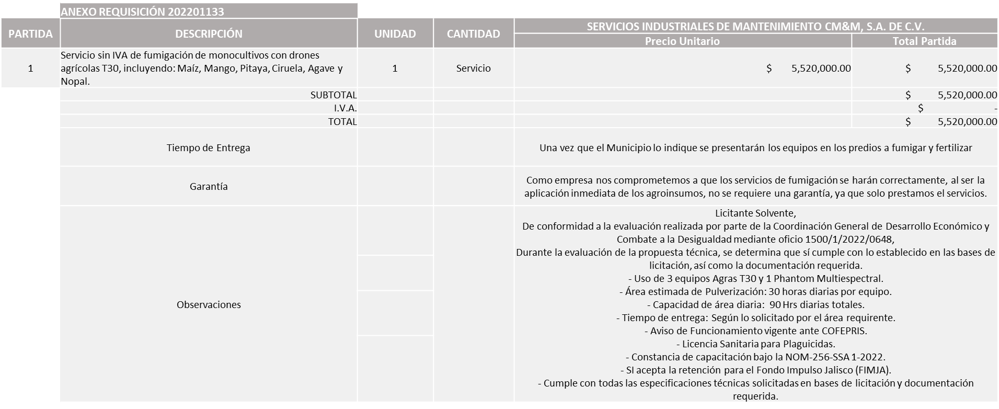 ANEXO REQUISICIÓN 202201133
PARTIDA DESCRIPCIÓN UNIDAD CANTIDAD SERVICIOS INDUSTRIALES DE MANTENIMIENTO CM&M, S.A. DE C.V.
Precio Unitario Total Partida
1 Servicio sin IVA de fumigación de monocultivos con drones
agrícolas T30, incluyendo: Maíz, Mango, Pitaya, Ciruela, Agave y
Nopal.
1 Servicio $ 5,520,000.00 $ 5,520,000.00
SUBTOTAL $ 5,520,000.00
I.V.A. $ -
TOTAL $ 5,520,000.00
Tiempo de Entrega Una vez que el Municipio lo indique se presentarán los equipos en los predios a fumigar y fertilizar
Garantía
Como empresa nos comprometemos a que los servicios de fumigación se harán correctamente, al ser la
aplicación inmediata de los agroinsumos, no se requiere una garantía, ya que solo prestamos el servicios.
Observaciones
Licitante Solvente,
De conformidad a la evaluación realizada por parte de la Coordinación General de Desarrollo Económico y
Combate a la Desigualdad mediante oficio 1500/1/2022/0648,
Durante la evaluación de la propuesta técnica, se determina que sí cumple con lo establecido en las bases de
licitación, así como la documentación requerida.
- Uso de 3 equipos Agras T30 y 1 Phantom Multiespectral.
- Área estimada de Pulverización: 30 horas diarias por equipo.
- Capacidad de área diaria: 90 Hrs diarias totales.
- Tiempo de entrega: Según lo solicitado por el área requirente.
- Aviso de Funcionamiento vigente ante COFEPRIS.
- Licencia Sanitaria para Plaguicidas.
- Constancia de capacitación bajo la NOM-256-SSA 1-2022.
- SI acepta la retención para el Fondo Impulso Jalisco (FIMJA).
- Cumple con todas las especificaciones técnicas solicitadas en bases de licitación y documentación
requerida.